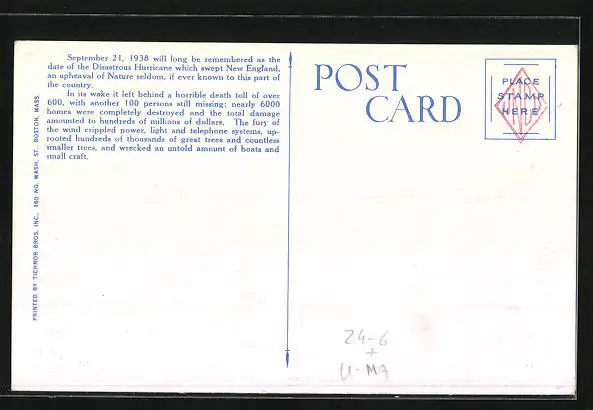 September 21, 1938 will long be remembered as the
date of the Disastrous Hurricane which swept New England,
an upheaval of Nature seldom, if ever known to this part of
the country.
In its wake it left behind a horrible death toll of over
600, with another 100 persons still missing; nearly 6000
homes were completely destroyed and the total damage
amounted to hundreds of millions of dollars. The fury of
the wind crippled power, light and telephone systems, up-
rooted hundreds of thousands of great trees and countless
smaller trees, and wrecked an untold amount of boats and
small craft.
PRINTED BY TICHNOR BROS. INC., 160 NO. WASH. ST., BOSTON, MASS.
POST
CARD
PLACE
STAMP
HERE
24-6
+
U-MA